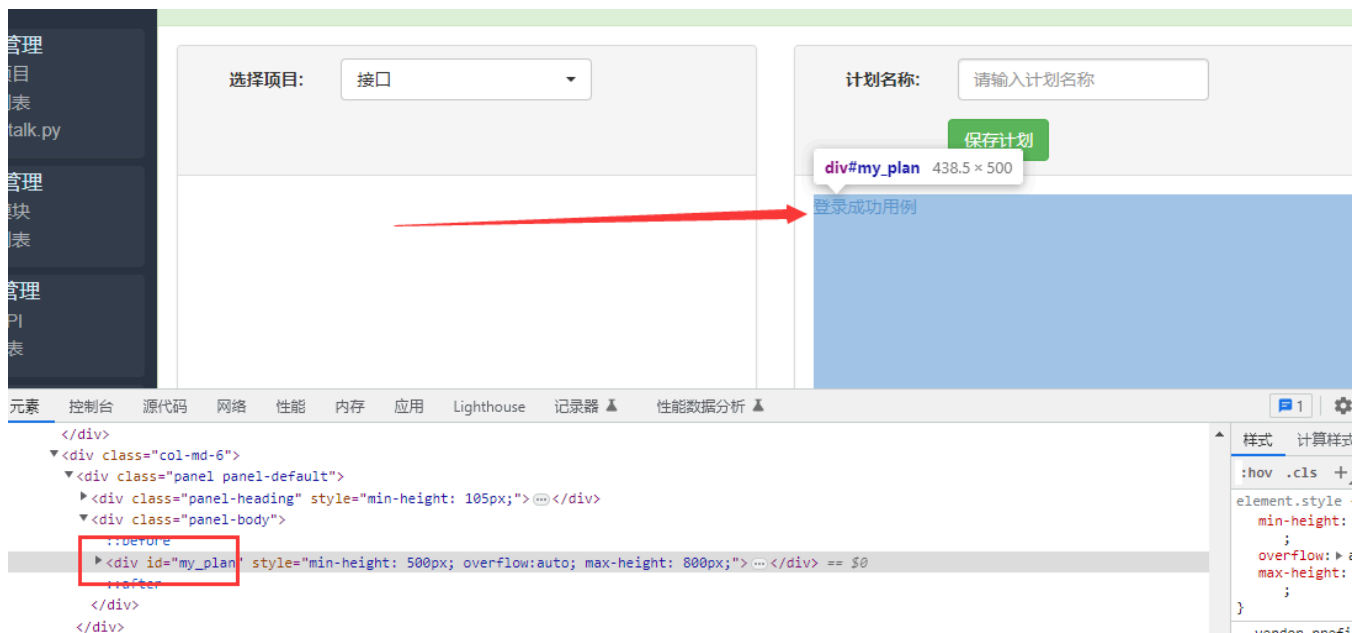 管理
项目
列表
talk.py
管理
模块
列表
管理
PI
表
选择项目:
接口
计划名称:
请输入计划名称
保存计划
div#my_plan 438.5 × 500
登录成功用例
元素 控制台 源代码 网络 性能 内存 应用 Lighthouse 记录器 性能数据分析 1
</div>
<div class="col-md-6">
<div class="panel panel-default">
<div class="panel-heading" style="min-height: 105px;">…</div>
<div class="panel-body">
::before
<div id="my_plan" style="min-height: 500px; overflow:auto; max-height: 800px;">…</div> == $0
::after
</div>
</div>
样式 计算样式
:hov .cls +
element.style
min-height:
;
overflow: a
max-height:
;
}